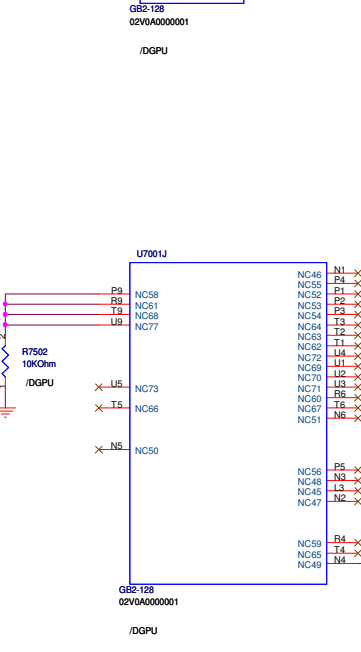 GB2-128
02V0A0000001
/DGPU
U7001J
P9 NC58
R9 NC61
T9 NC68
U9 NC77
2
R7502
10KOhm
/DGPU
1
U5 NC73
T5 NC66
N5 NC50
NC46 N1
NC55 P4
NC52 P1
NC53 P2
NC54 P3
NC64 T3
NC63 T2
NC62 T1
NC72 U4
NC69 U1
NC70 U2
NC71 U3
NC60 R6
NC67 T6
NC51 N6
NC56 P5
NC48 N3
NC45 L3
NC47 N2
NC59 R4
NC65 T4
NC49 N4
GB2-128
02V0A0000001
/DGPU